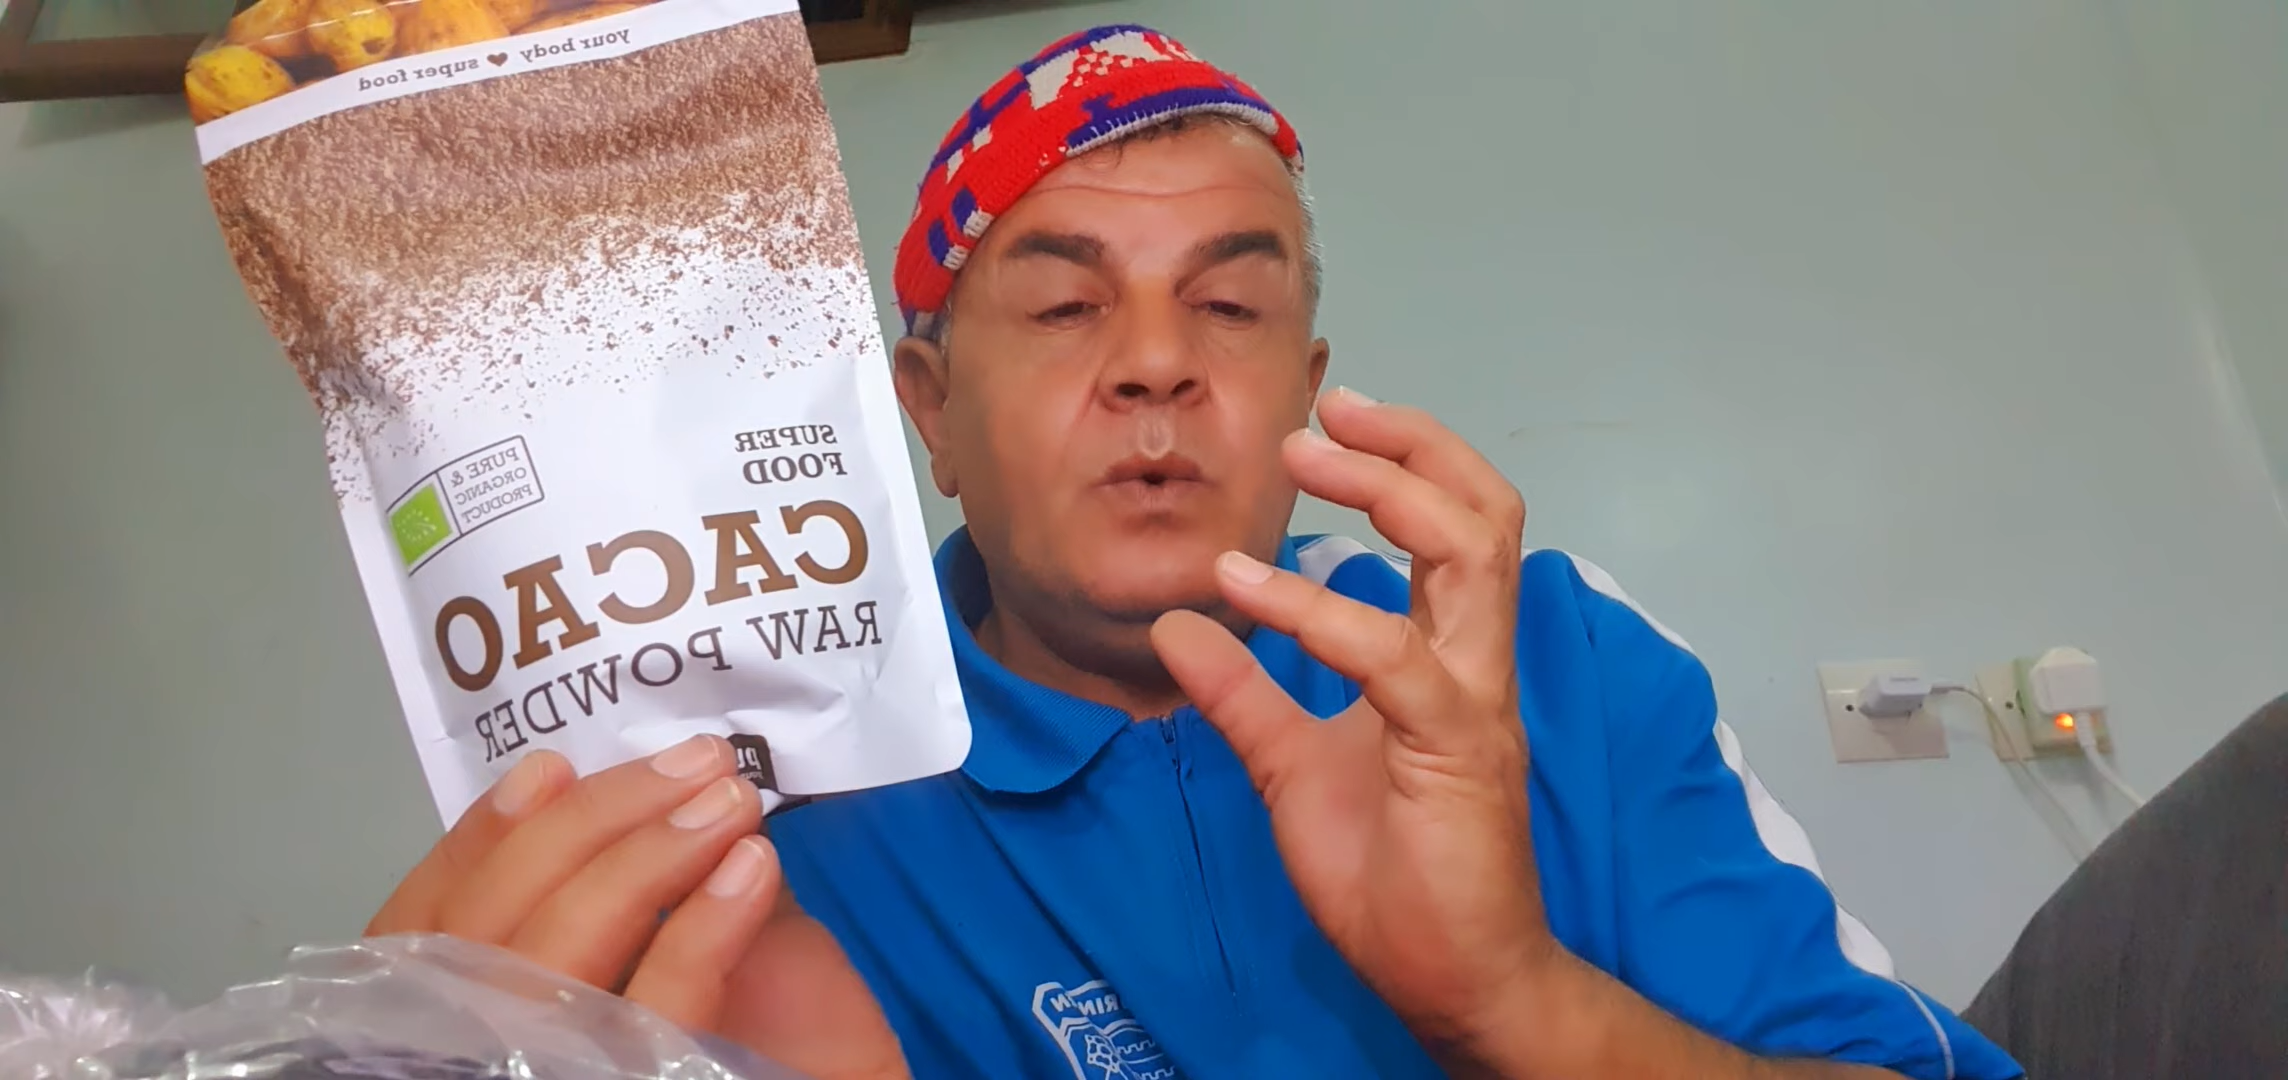 your body ♥ super food
SUPER
FOOD
PURE &
ORGANIC
PRODUCT
CACAO
RAW POWDER